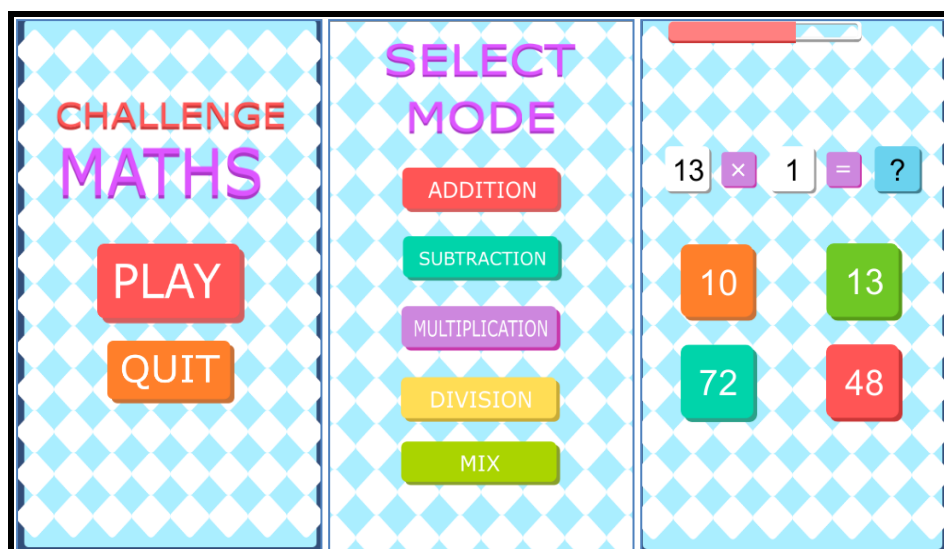 CHALLENGE
MATHS
PLAY
QUIT
SELECT
MODE
ADDITION
SUBTRACTION
MULTIPLICATION
DIVISION
MIX
13 × 1 = ?
10 13
72 48